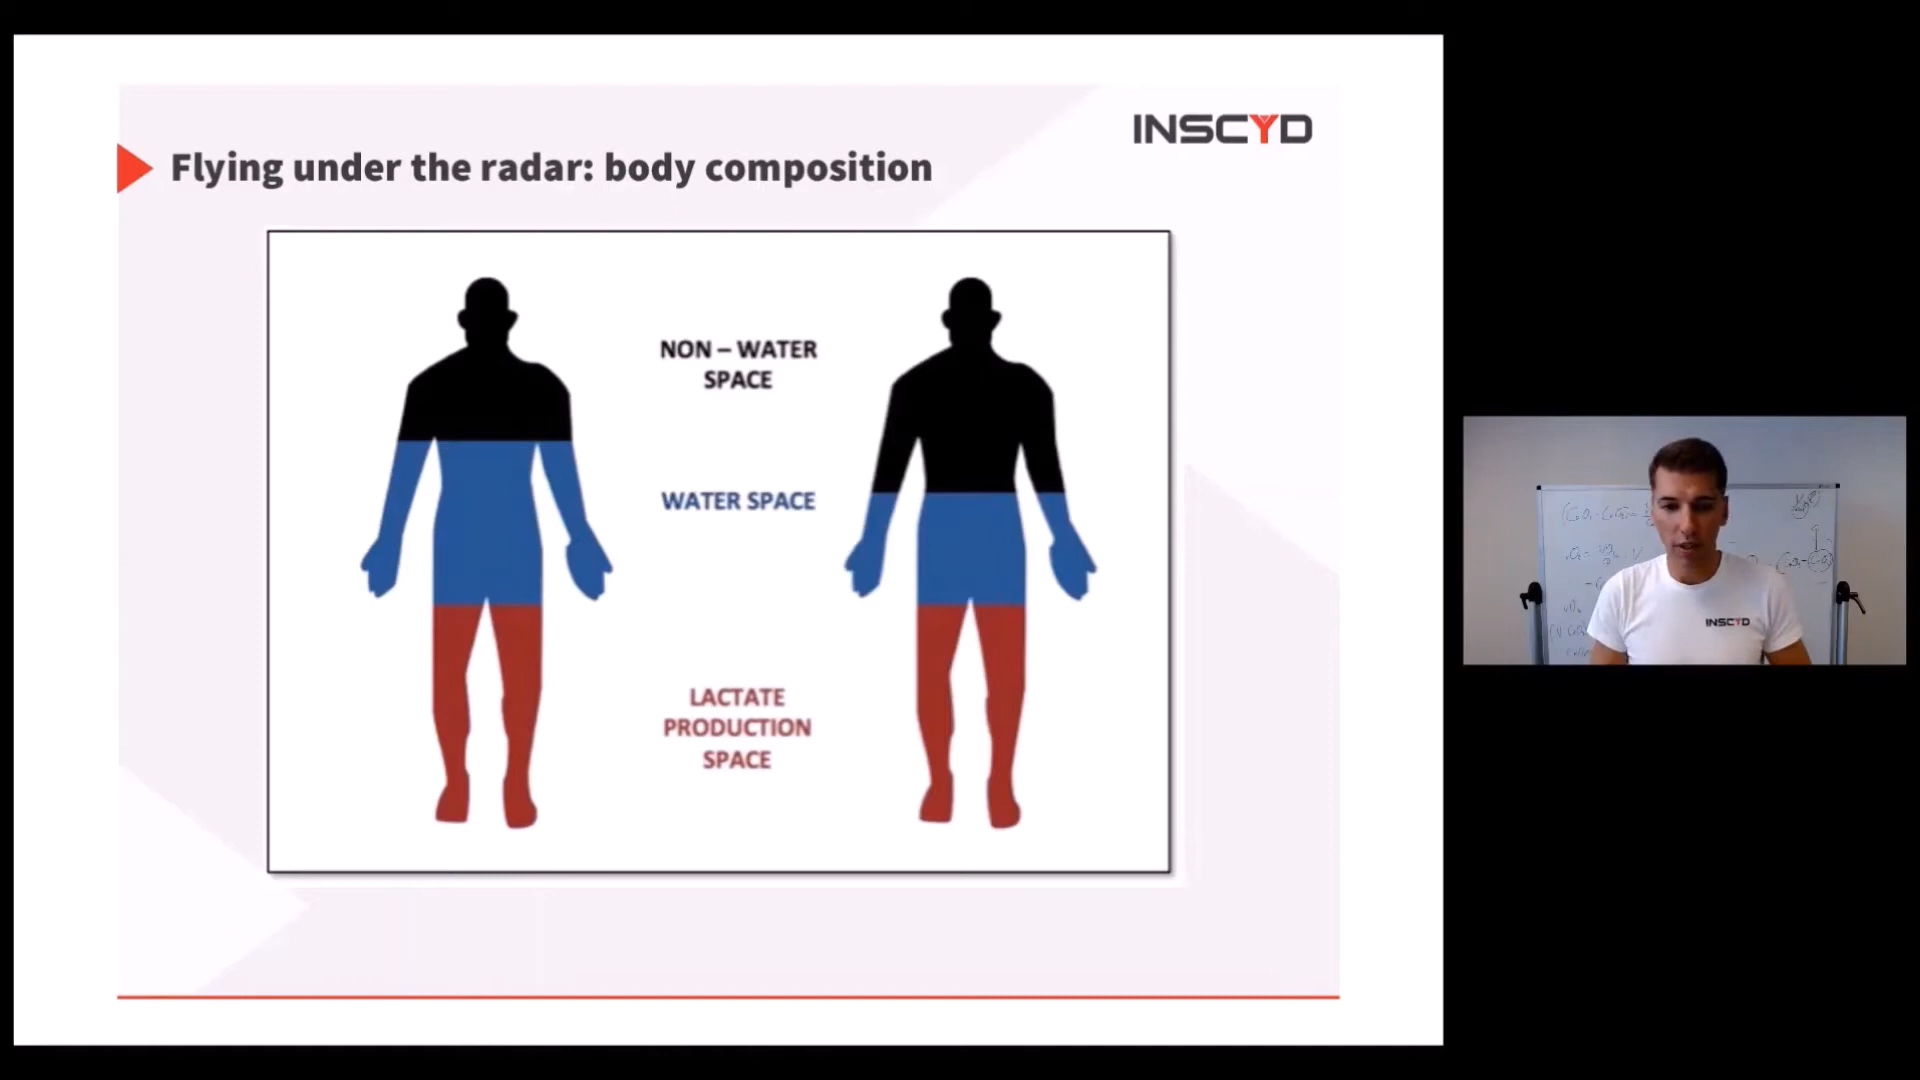 INSCYD
Flying under the radar: body composition
NON – WATER
SPACE
WATER SPACE
LACTATE
PRODUCTION
SPACE
INSCYD